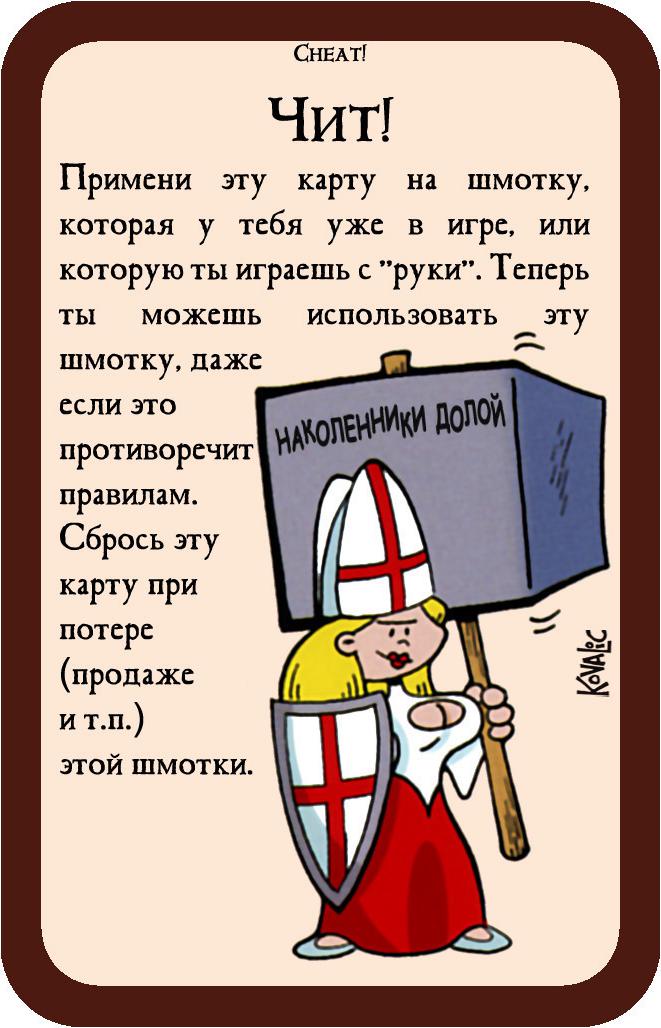 Cheat!
Чит!
Примени эту карту на шмотку,
которая у тебя уже в игре, или
которую ты играешь с "руки". Теперь
ты можешь использовать эту
шмотку, даже
если это
противоречит
правилам.
Сбрось эту
карту при
потере
(продаже
и т.п.)
этой шмотки.
НАКОЛЕННИКИ ДОЛОЙ
KOVALIC